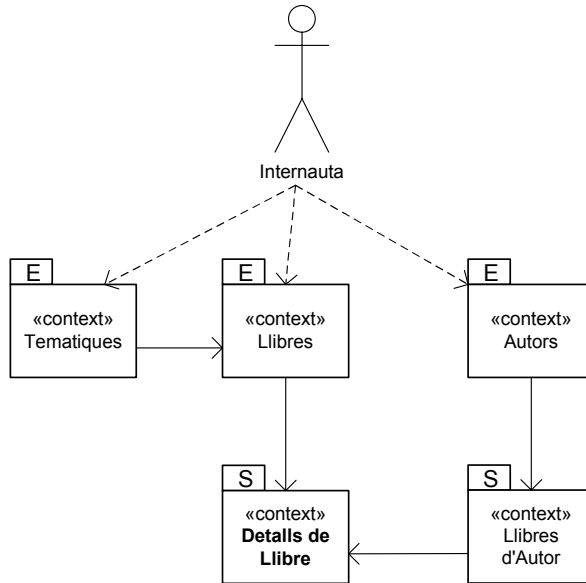 Internauta
E
«context»
Tematiques
E
«context»
Llibres
E
«context»
Autors
S
«context»
Detalls de
Llibre
S
«context»
Llibres
d'Autor